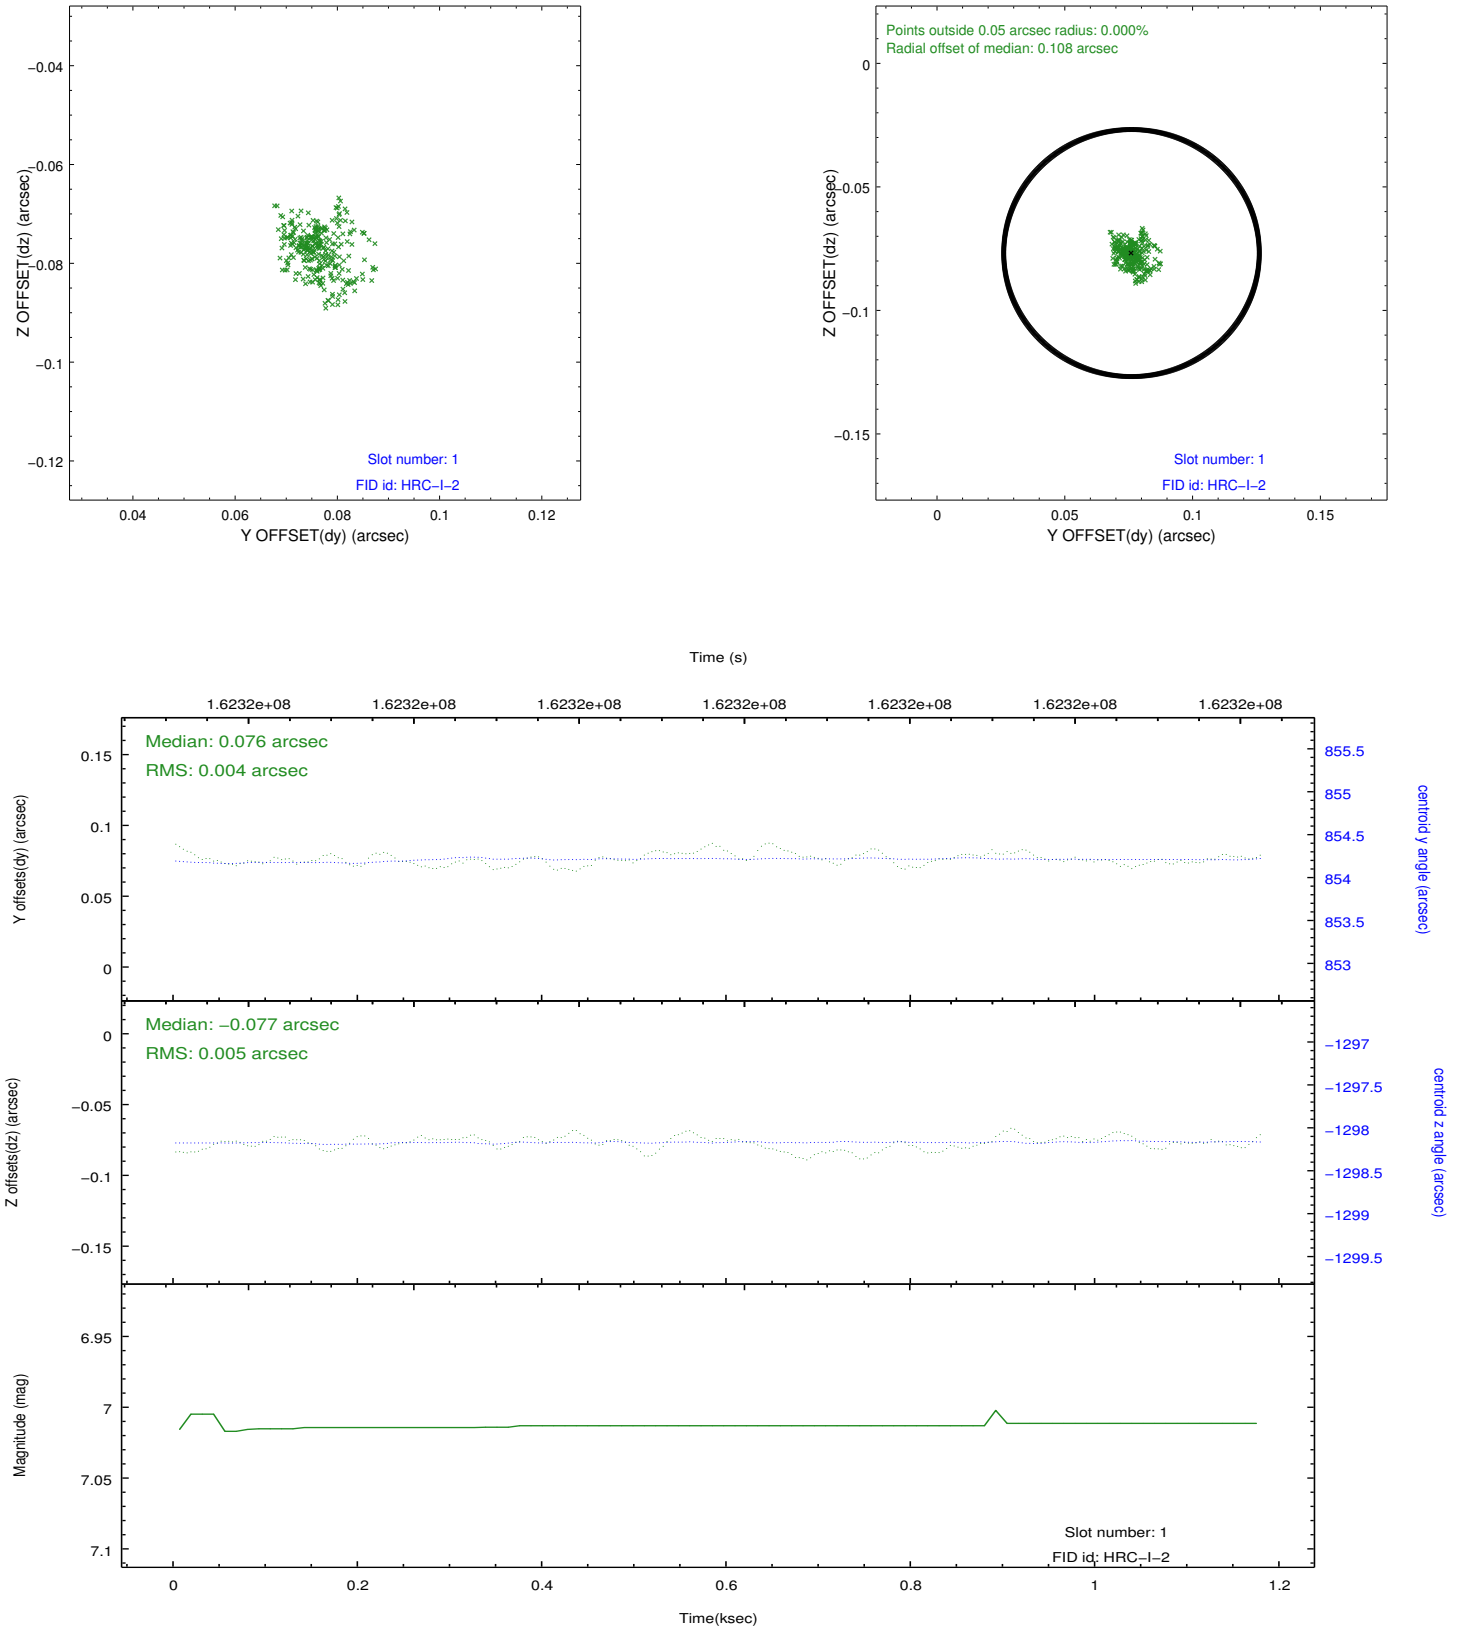 −0.04
−0.06
−0.08
−0.1
−0.12
Z OFFSET(dz) (arcsec)
Slot number: 1
FID id: HRC−I−2
0.04 0.06 0.08 0.1 0.12
Y OFFSET(dy) (arcsec)
Points outside 0.05 arcsec radius: 0.000%
Radial offset of median: 0.108 arcsec
0
−0.05
−0.1
−0.15
Z OFFSET(dz) (arcsec)
Slot number: 1
FID id: HRC−I−2
0 0.05 0.1 0.15
Y OFFSET(dy) (arcsec)
Time (s)
1.6232e+08 1.6232e+08 1.6232e+08 1.6232e+08 1.6232e+08 1.6232e+08 1.6232e+08
Median: 0.076 arcsec
RMS: 0.004 arcsec
0.15
0.1
0.05
0
Y offsets(dy) (arcsec)
855.5
855
854.5
854
853.5
853
centroid y angle (arcsec)
Median: −0.077 arcsec
RMS: 0.005 arcsec
0
−0.05
−0.1
−0.15
Z offsets(dz) (arcsec)
−1297
−1297.5
−1298
−1298.5
−1299
−1299.5
centroid z angle (arcsec)
6.95
7
7.05
7.1
Magnitude (mag)
Slot number: 1
FID id: HRC−I−2
0 0.2 0.4 0.6 0.8 1 1.2
Time(ksec)